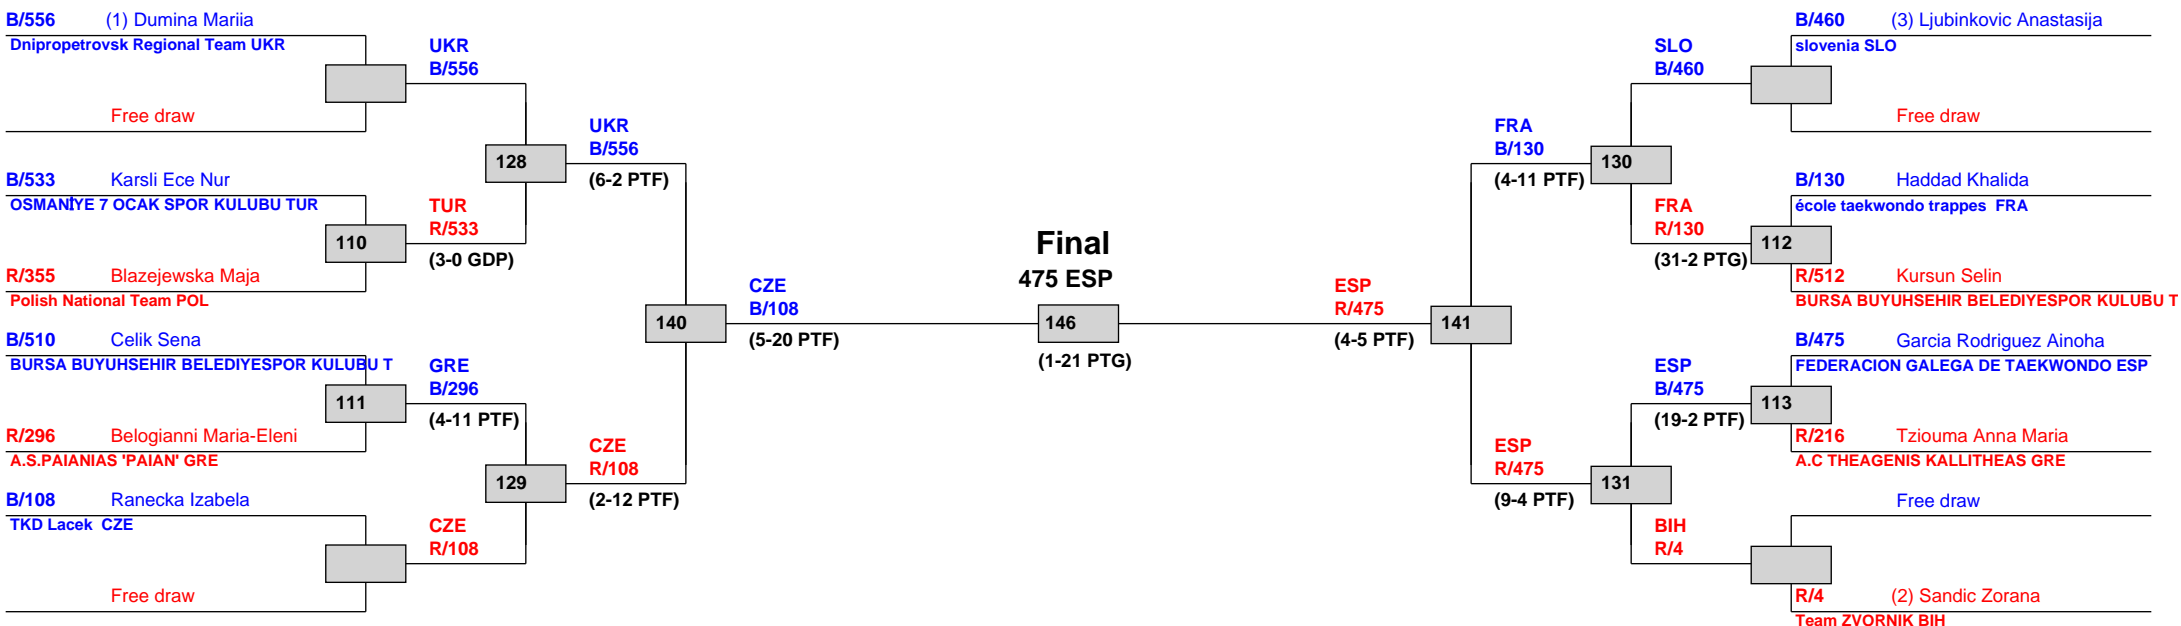 B/556 (1) Dumina Mariia
Dnipropetrovsk Regional Team UKR
Free draw
B/533 Karsli Ece Nur
OSMANİYE 7 OCAK SPOR KULUBU TUR
110
R/355 Blazejewska Maja
Polish National Team POL
B/510 Celik Sena
BURSA BUYUHSEHIR BELEDIYESPOR KULUBU T
111
R/296 Belogianni Maria-Eleni
A.S.PAIANIAS 'PAIAN' GRE
B/108 Ranecka Izabela
TKD Lacek CZE
Free draw
UKR
B/556
128
TUR
R/533
(3-0 GDP)
GRE
B/296
(4-11 PTF)
129
CZE
R/108
UKR
B/556
(6-2 PTF)
140
CZE
R/108
(2-12 PTF)
CZE
B/108
(5-20 PTF)
Final
475 ESP
146
(1-21 PTG)
ESP
R/475
(4-5 PTF)
141
FRA
B/130
(4-11 PTF)
130
ESP
R/475
(9-4 PTF)
131
SLO
B/460
FRA
R/130
(31-2 PTG)
112
ESP
B/475
(19-2 PTF)
113
BIH
R/4
B/460 (3) Ljubinkovic Anastasija
slovenia SLO
Free draw
B/130 Haddad Khalida
école taekwondo trappes FRA
R/512 Kursun Selin
BURSA BUYUHSEHIR BELEDIYESPOR KULUBU T
B/475 Garcia Rodriguez Ainoha
FEDERACION GALEGA DE TAEKWONDO ESP
R/216 Tziouma Anna Maria
A.C THEAGENIS KALLITHEAS GRE
Free draw
R/4 (2) Sandic Zorana
Team ZVORNIK BIH